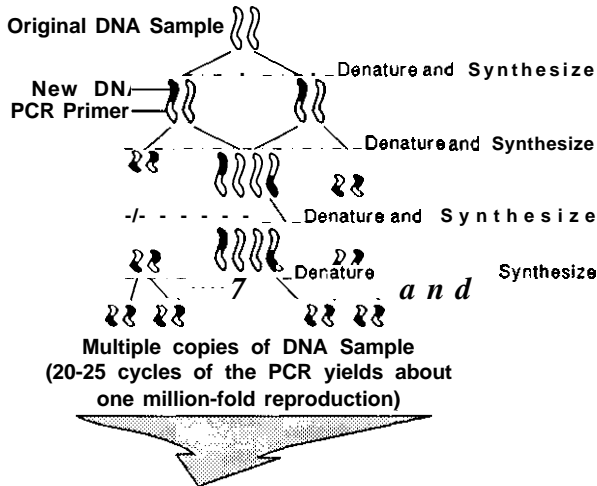 Original DNA Sample
Denature and Synthesize
New DN
PCR Primer
Denature and Synthesize
Denature and Synthesize
Denature Synthesize
7 and
Multiple copies of DNA Sample
(20-25 cycles of the PCR yields about
one million-fold reproduction)